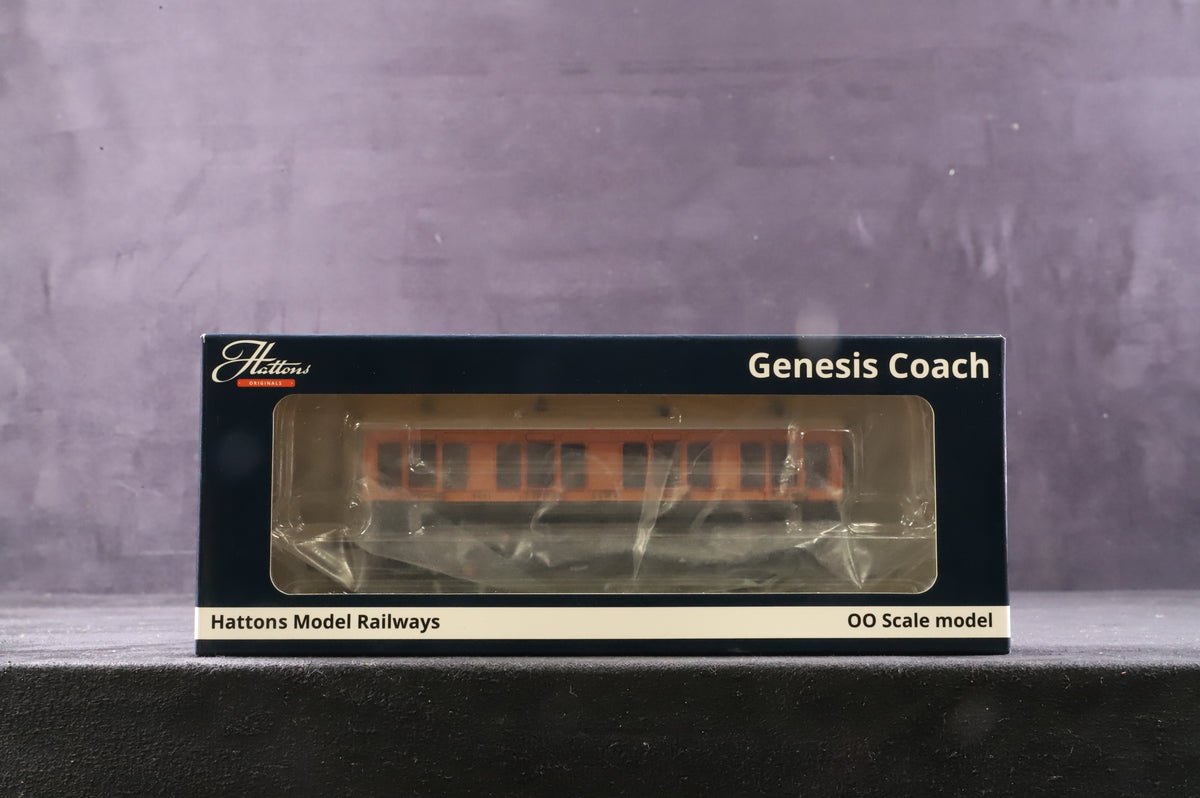 Hattons
ORIGINALS
Genesis Coach
Hattons Model Railways
OO Scale model